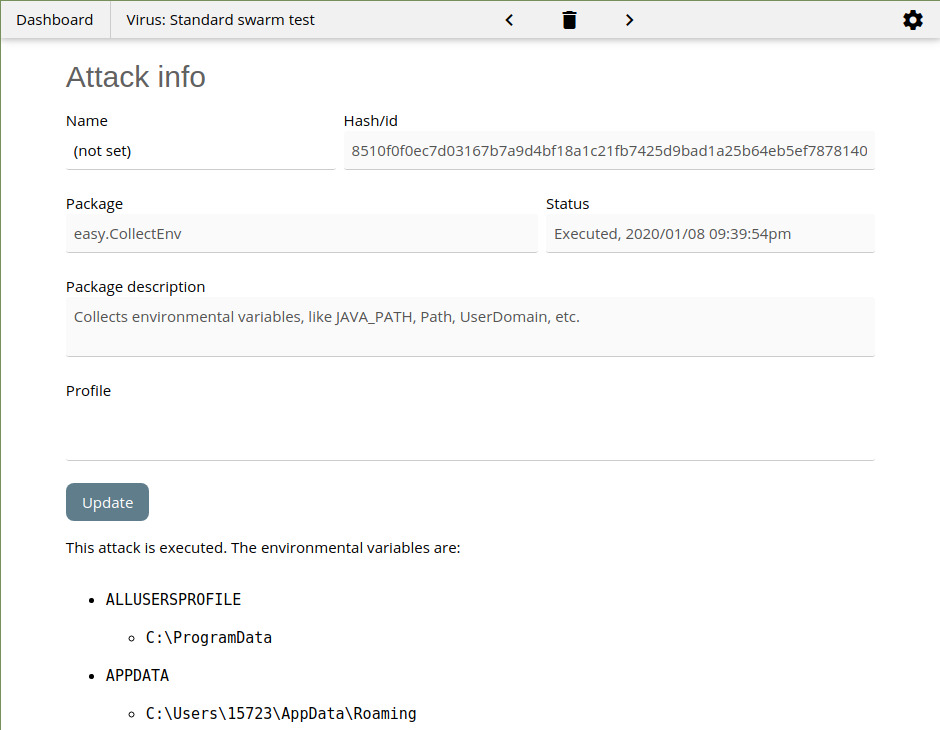 Dashboard Virus: Standard swarm test
Attack info
Name Hash/id
(not set) 8510f0f0ec7d03167b7a9d4bf18a1c21fb7425d9bad1a25b64eb5ef7878140
Package Status
easy.CollectEnv Executed, 2020/01/08 09:39:54pm
Package description
Collects environmental variables, like JAVA_PATH, Path, UserDomain, etc.
Profile
Update
This attack is executed. The environmental variables are:
ALLUSERSPROFILE
C:\ProgramData
APPDATA
C:\Users\15723\AppData\Roaming